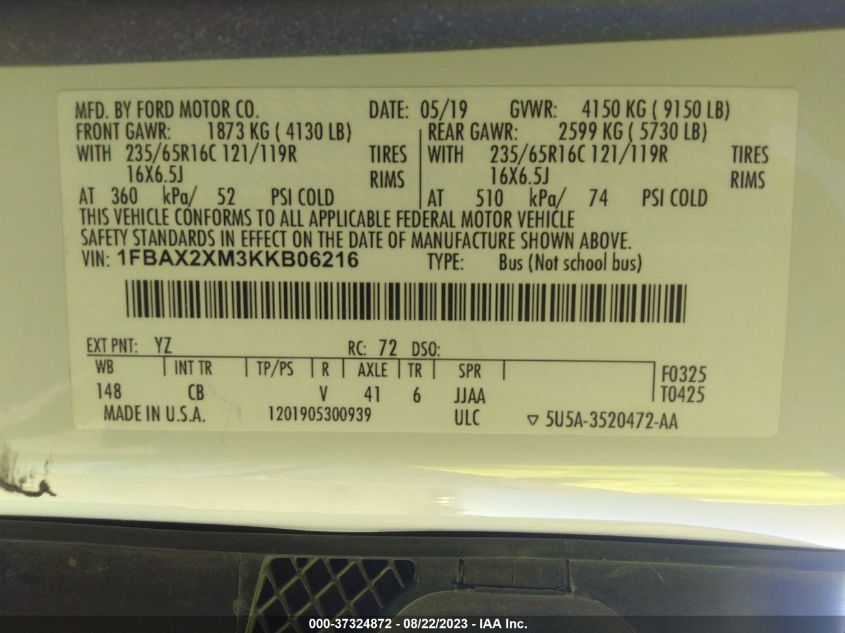 MFD. BY FORD MOTOR CO. DATE: 05/19 GVWR: 4150 KG ( 9150 LB)
FRONT GAWR: 1873 KG ( 4130 LB) REAR GAWR: 2599 KG ( 5730 LB)
WITH 235/65R16C 121/119R TIRES WITH 235/65R16C 121/119R TIRES
16X6.5J RIMS 16X6.5J RIMS
AT 360 kPa/ 52 PSI COLD AT 510 kPa/ 74 PSI COLD
THIS VEHICLE CONFORMS TO ALL APPLICABLE FEDERAL MOTOR VEHICLE
SAFETY STANDARDS IN EFFECT ON THE DATE OF MANUFACTURE SHOWN ABOVE.
VIN: 1FBAX2XM3KKB06216 TYPE: Bus (Not school bus)
EXT PNT: YZ RC: 72 DSO:
WB INT TR TP/PS R AXLE TR SPR F0325
148 CB V 41 6 JJAA T0425
MADE IN U.S.A. 1201905300939 ULC ▽ 5U5A-3520472-AA
000-37324872 - 08/22/2023 - IAA Inc.